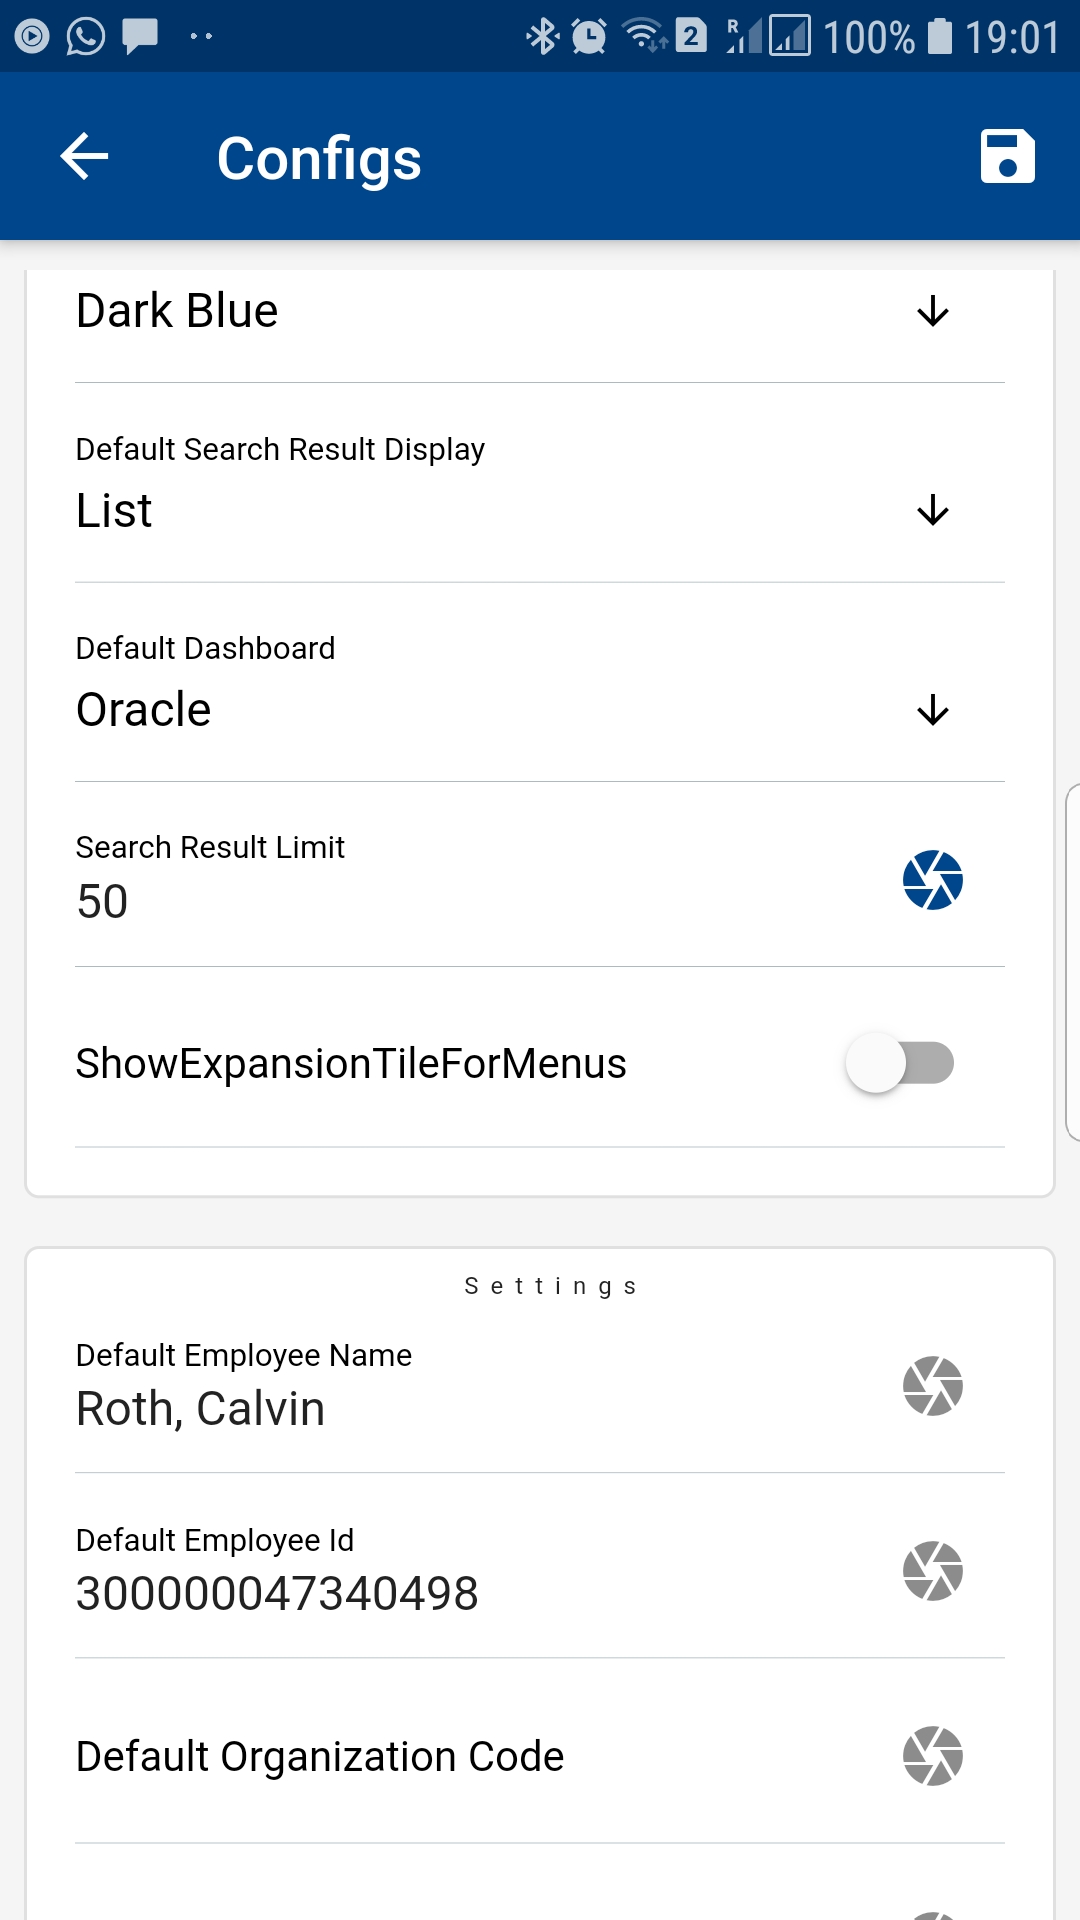 2 R 100% 19:01
Configs
Dark Blue
Default Search Result Display
List
Default Dashboard
Oracle
Search Result Limit
50
ShowExpansionTileForMenus
Settings
Default Employee Name
Roth, Calvin
Default Employee Id
300000047340498
Default Organization Code